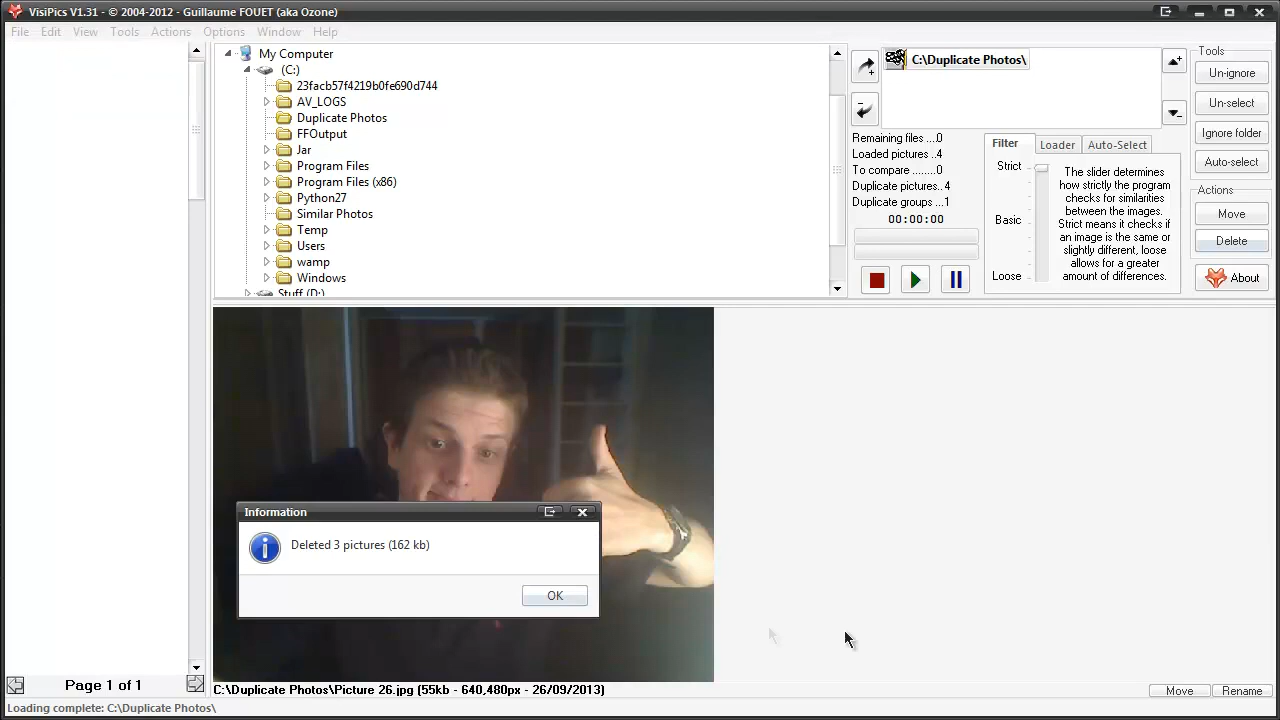 VisiPics V1.31 - © 2004-2012 - Guillaume FOUET (aka Ozone)
File Edit View Tools Actions Options Window Help
My Computer
(C:)
23facb57f4219b0fe690d744
AV_LOGS
Duplicate Photos
FFOutput
Jar
Program Files
Program Files (x86)
Python27
Similar Photos
Temp
Users
wamp
Windows
Stuff (D:)
C:\Duplicate Photos\
Remaining files ...0
Loaded pictures ..4
To compare ........0
Duplicate pictures..4
Duplicate groups ...1
00:00:00
Filter Loader Auto-Select
Strict
Basic
Loose
The slider determines
how strictly the program
checks for similarities
between the images.
Strict means it checks if
an image is the same or
slightly different, loose
allows for a greater
amount of differences.
Tools
Un-ignore
Un-select
Ignore folder
Auto-select
Actions
Move
Delete
About
Information
Deleted 3 pictures (162 kb)
OK
Page 1 of 1
C:\Duplicate Photos\Picture 26.jpg (55kb - 640,480px - 26/09/2013)
Move Rename
Loading complete: C:\Duplicate Photos\